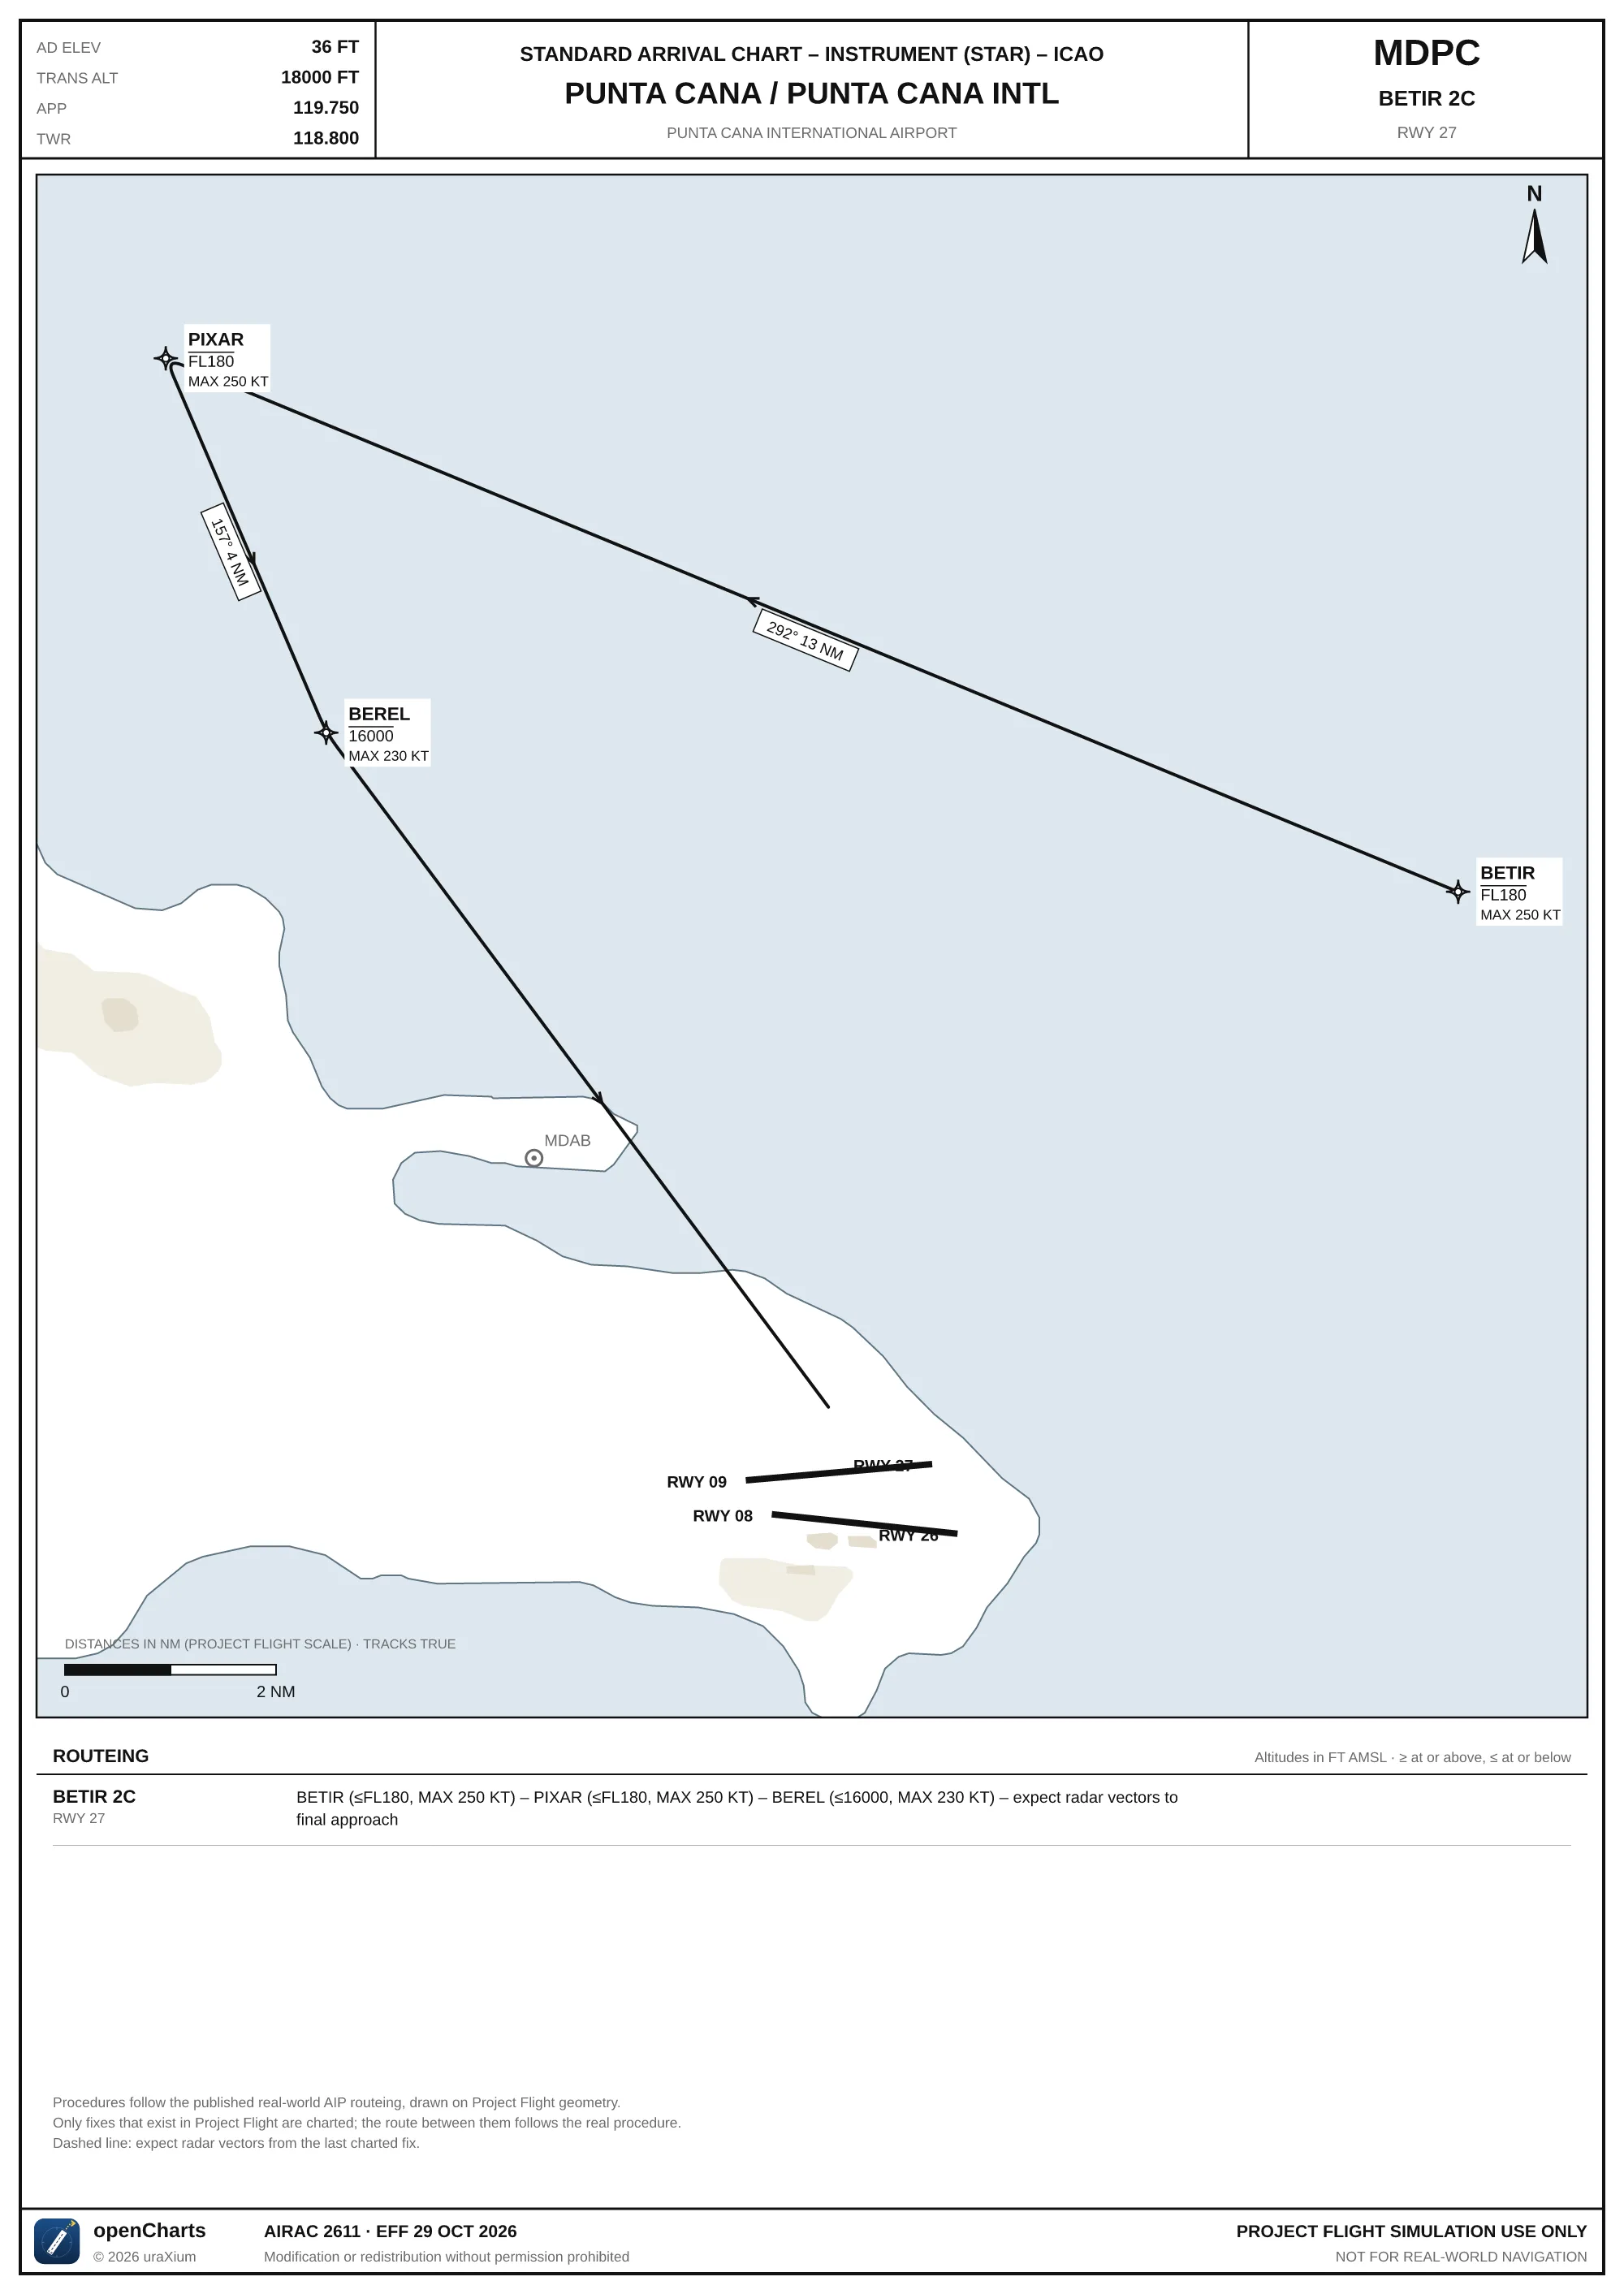 AD ELEV 36 FT
TRANS ALT 18000 FT
APP 119.750
TWR 118.800
STANDARD ARRIVAL CHART – INSTRUMENT (STAR) – ICAO
PUNTA CANA / PUNTA CANA INTL
PUNTA CANA INTERNATIONAL AIRPORT
MDPC
BETIR 2C
RWY 27
N
PIXAR
FL180
MAX 250 KT
157° 4 NM
292° 13 NM
BEREL
16000
MAX 230 KT
BETIR
FL180
MAX 250 KT
MDAB
RWY 27
RWY 09
RWY 08
RWY 26
DISTANCES IN NM (PROJECT FLIGHT SCALE) · TRACKS TRUE
0 2 NM
ROUTEING
Altitudes in FT AMSL · ≥ at or above, ≤ at or below
BETIR 2C
RWY 27
BETIR (≤FL180, MAX 250 KT) – PIXAR (≤FL180, MAX 250 KT) – BEREL (≤16000, MAX 230 KT) – expect radar vectors to
final approach
Procedures follow the published real-world AIP routeing, drawn on Project Flight geometry.
Only fixes that exist in Project Flight are charted; the route between them follows the real procedure.
Dashed line: expect radar vectors from the last charted fix.
openCharts
© 2026 uraXium
AIRAC 2611 · EFF 29 OCT 2026
Modification or redistribution without permission prohibited
PROJECT FLIGHT SIMULATION USE ONLY
NOT FOR REAL-WORLD NAVIGATION